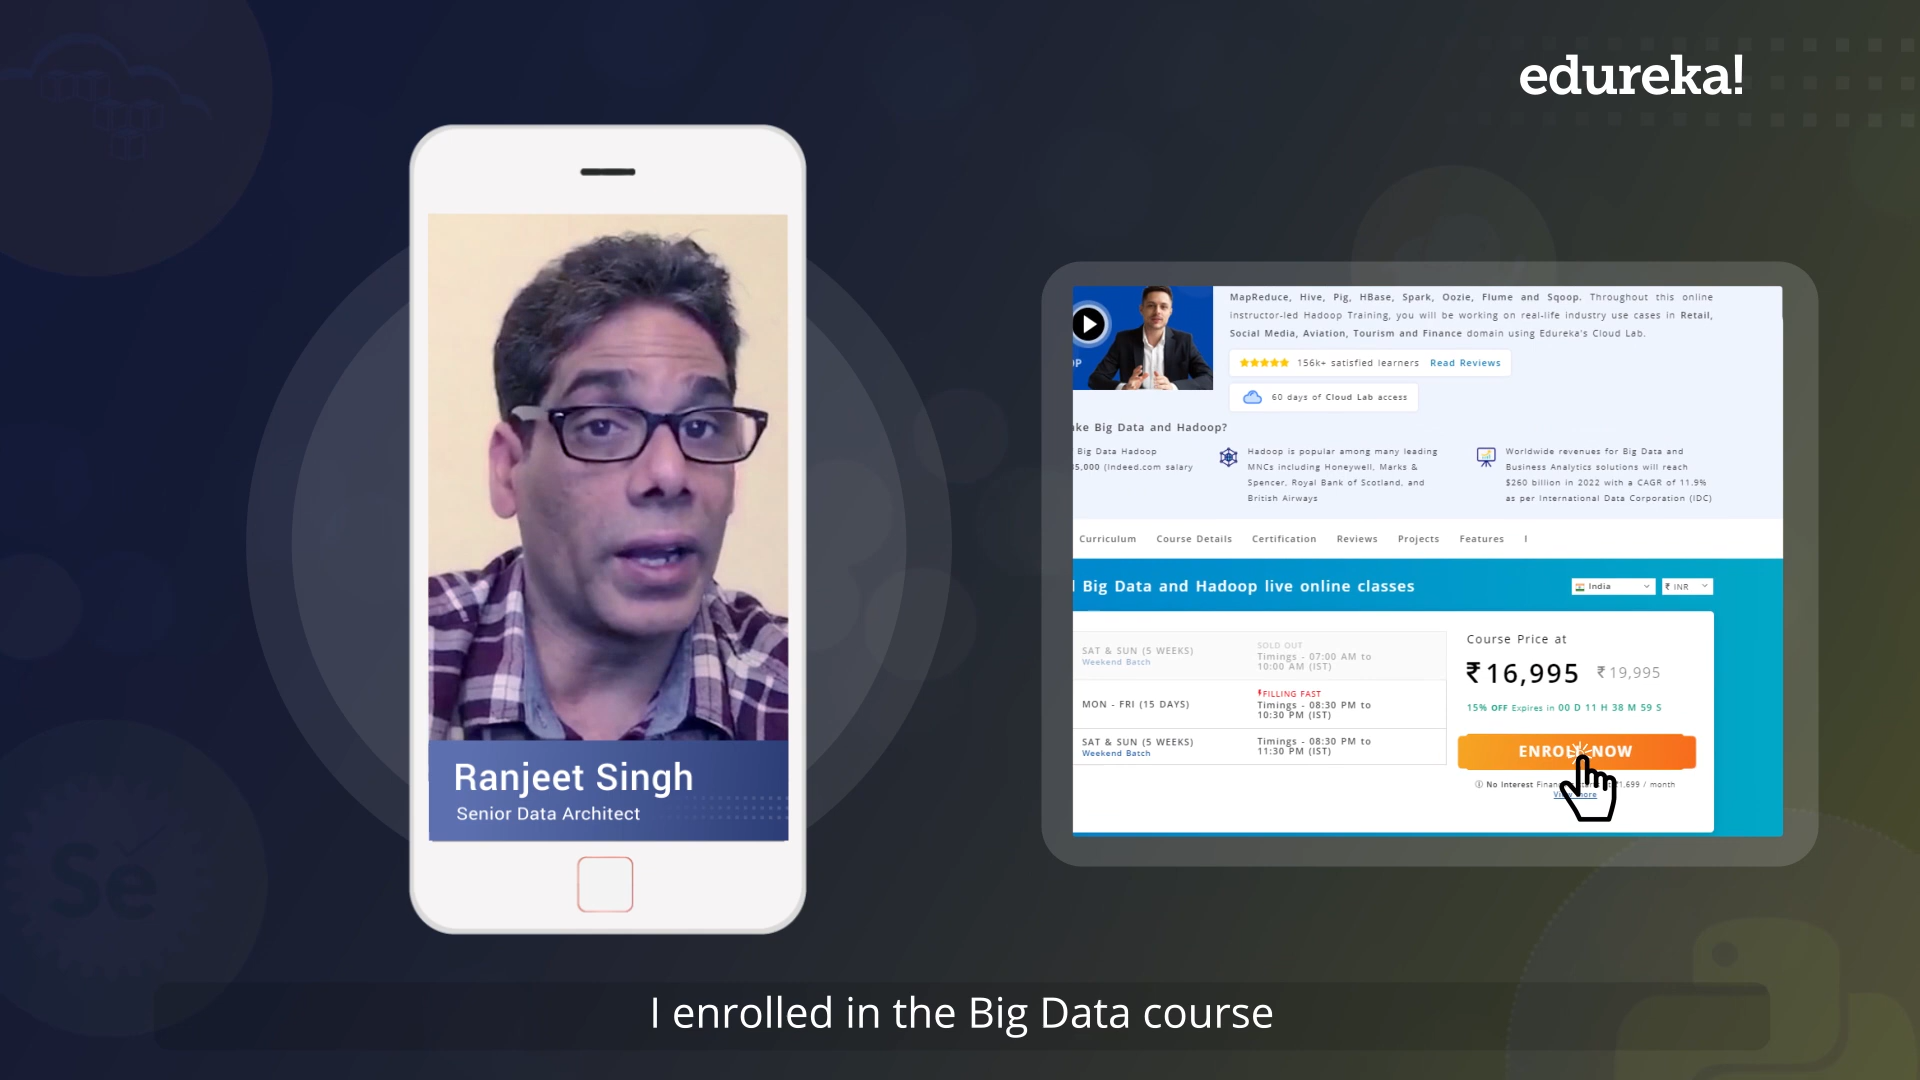 edureka!
MapReduce, Hive, Pig, HBase, Spark, Oozie, Flume and Sqoop. Throughout this online
instructor-led Hadoop Training, you will be working on real-life industry use cases in Retail,
Social Media, Aviation, Tourism and Finance domain using Edureka's Cloud Lab.
OP
156k+ satisfied learners Read Reviews
60 days of Cloud Lab access
ake Big Data and Hadoop?
Big Data Hadoop
5,000 (Indeed.com salary
Hadoop is popular among many leading
MNCs including Honeywell, Marks &
Spencer, Royal Bank of Scotland, and
British Airways
Worldwide revenues for Big Data and
Business Analytics solutions will reach
$260 billion in 2022 with a CAGR of 11.9%
as per International Data Corporation (IDC)
Curriculum Course Details Certification Reviews Projects Features
Big Data and Hadoop live online classes
India ₹ INR
SAT & SUN (5 WEEKS)
Weekend Batch
SOLD OUT
Timings - 07:00 AM to
10:00 AM (IST)
MON - FRI (15 DAYS)
FILLING FAST
Timings - 08:30 PM to
10:30 PM (IST)
SAT & SUN (5 WEEKS)
Weekend Batch
Timings - 08:30 PM to
11:30 PM (IST)
Course Price at
₹16,995 ₹19,995
15% OFF Expires in 00 D 11 H 38 M 59 S
ENROLL NOW
No Interest / month
Ranjeet Singh
Senior Data Architect
Se
I enrolled in the Big Data course